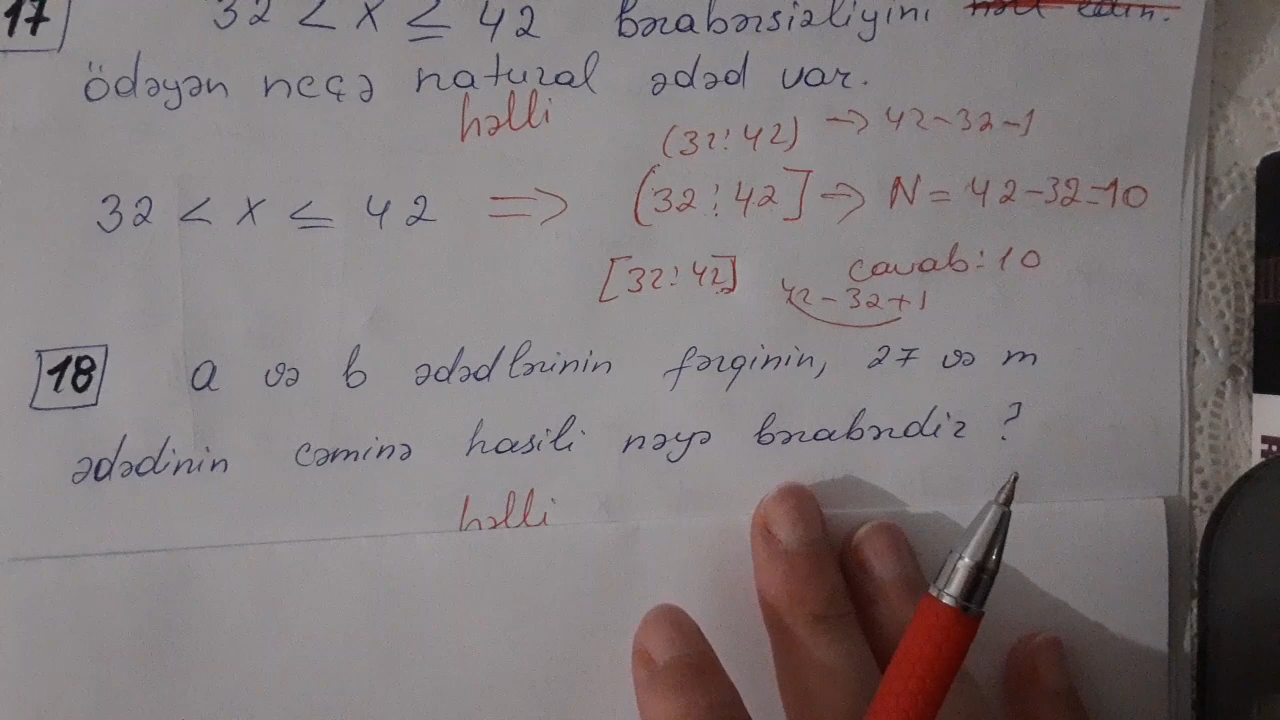 17 32 < x ≤ 42 bərabərsizliyini həll edin.
ödəyən neçə natural ədəd var.
həlli
(32; 42) → 42-32-1
32 < x ≤ 42 => (32; 42] → N = 42-32=10
[32; 42] cavab: 10
42-32+1
18 a və b ədədlərinin fərqinin, 27 və m
ədədinin cəminə hasili nəyə bərabərdir?
həlli